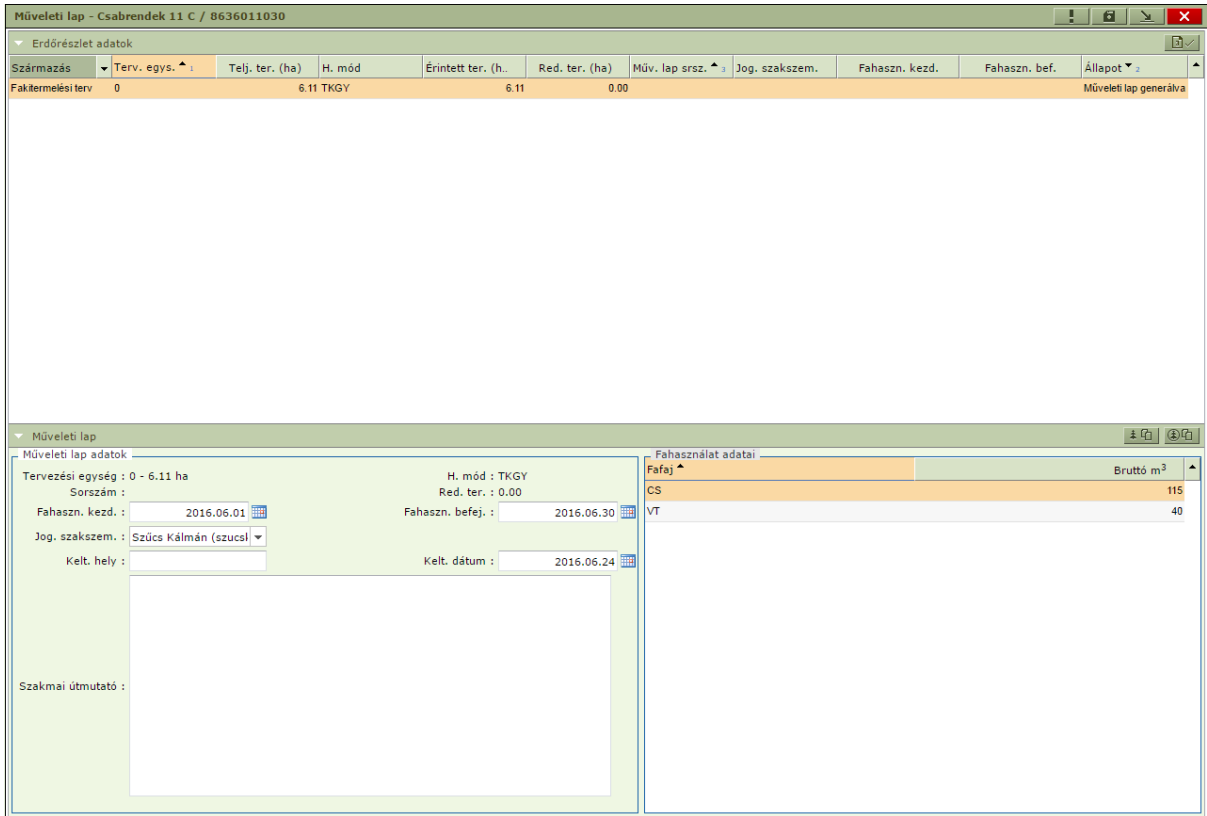 Műveleti lap - Csabrendek 11 C / 8636011030
Erdőrészlet adatok
Származás Terv. egys. 1 Telj. ter. (ha) H. mód Érintett ter. (h.. Red. ter. (ha) Műv. lap srsz. 3 Jog. szakszem. Fahaszn. kezd. Fahaszn. bef. Állapot 2
Fakitermelési terv 0 6.11 TKGY 6.11 0.00 Műveleti lap generálva
Műveleti lap
Műveleti lap adatok
Tervezési egység : 0 - 6.11 ha H. mód : TKGY
Sorszám : Red. ter. : 0.00
Fahaszn. kezd. : 2016.06.01 Fahaszn. befej. : 2016.06.30
Jog. szakszem. : Szűcs Kálmán (szucsl
Kelt. hely : Kelt. dátum : 2016.06.24
Szakmai útmutató :
Fahasználat adatai
Fafaj Bruttó m³
CS 115
VT 40